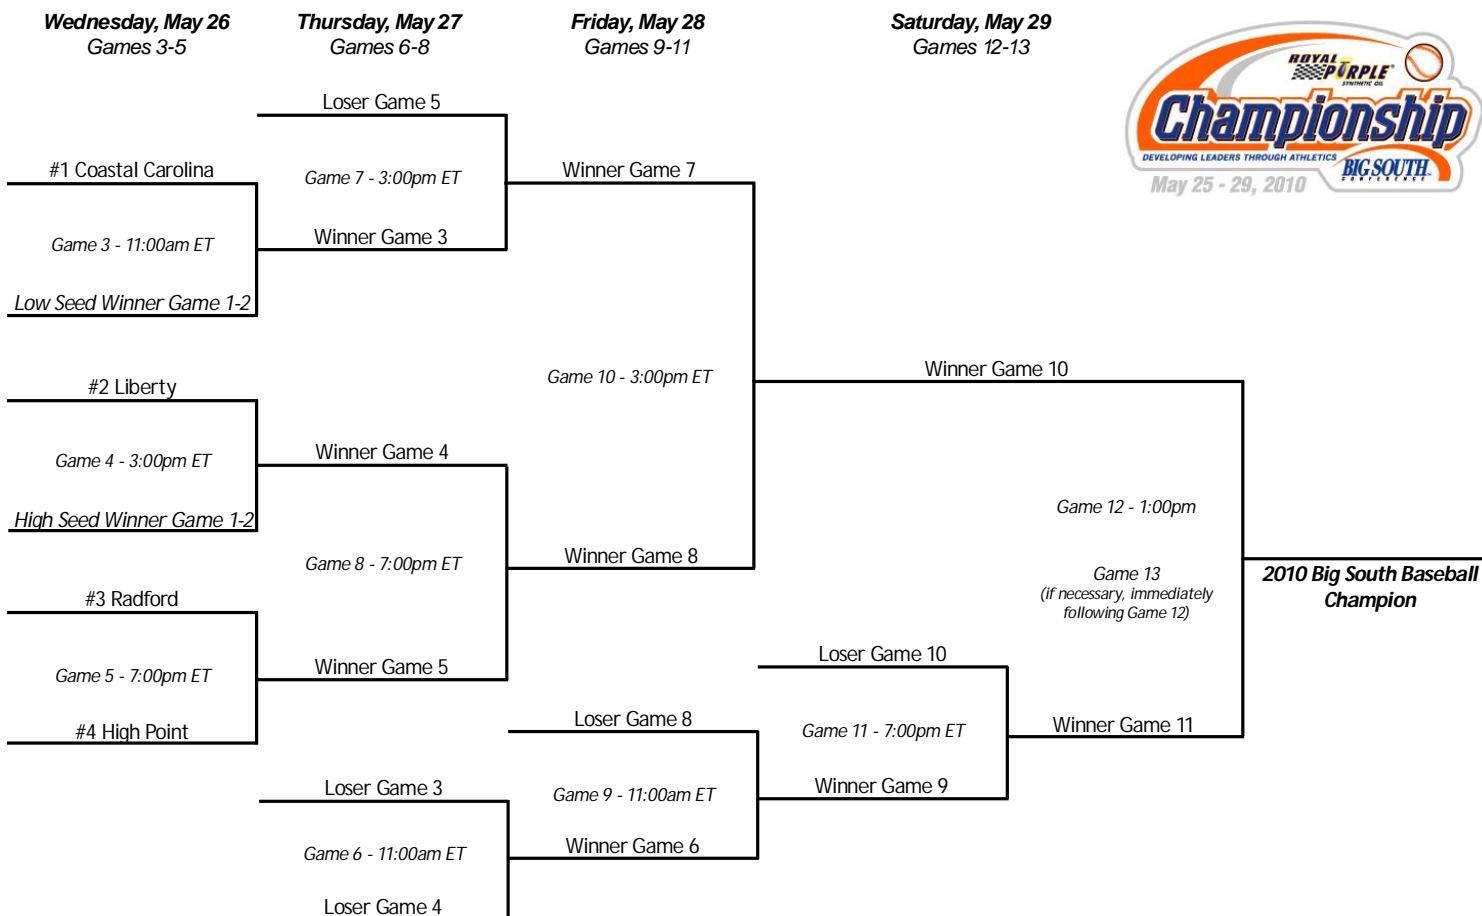 Wednesday, May 26
Games 3-5
Thursday, May 27
Games 6-8
Friday, May 28
Games 9-11
Saturday, May 29
Games 12-13
ROYAL
PURPLE
SYNTHETIC OIL
Championship
DEVELOPING LEADERS THROUGH ATHLETICS
BIG SOUTH
CONFERENCE
May 25 - 29, 2010
Loser Game 5
#1 Coastal Carolina
Game 7 - 3:00pm ET
Winner Game 7
Game 3 - 11:00am ET
Winner Game 3
Low Seed Winner Game 1-2
#2 Liberty
Game 10 - 3:00pm ET
Winner Game 10
Game 4 - 3:00pm ET
Winner Game 4
High Seed Winner Game 1-2
Game 12 - 1:00pm
Game 8 - 7:00pm ET
Winner Game 8
Game 13
(if necessary, immediately
following Game 12)
2010 Big South Baseball
Champion
#3 Radford
Game 5 - 7:00pm ET
Winner Game 5
Loser Game 10
#4 High Point
Loser Game 8
Game 11 - 7:00pm ET
Winner Game 11
Loser Game 3
Game 9 - 11:00am ET
Winner Game 9
Game 6 - 11:00am ET
Winner Game 6
Loser Game 4